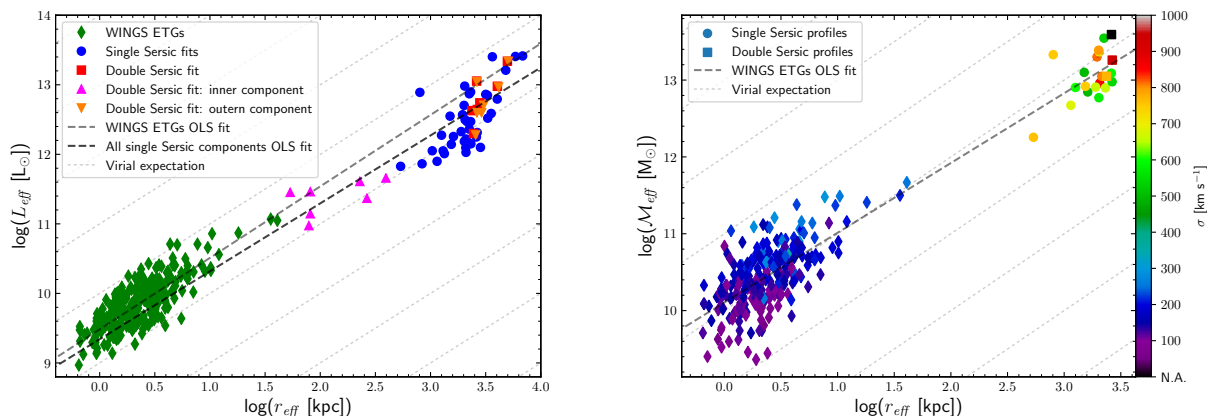 14
13
12
11
10
9
log(L_eff [L⊙])
WINGS ETGs
Single Sersic fits
Double Sersic fit
Double Sersic fit: inner component
Double Sersic fit: outern component
WINGS ETGs OLS fit
All single Sersic components OLS fit
Virial expectation
0.0 0.5 1.0 1.5 2.0 2.5 3.0 3.5 4.0
log(r_eff [kpc])
13
12
11
10
log(M_eff [M⊙])
Single Sersic profiles
Double Sersic profiles
WINGS ETGs OLS fit
Virial expectation
0.0 0.5 1.0 1.5 2.0 2.5 3.0 3.5
log(r_eff [kpc])
1000
900
800
700
600
500
400
300
200
100
N.A.
σ [km s⁻¹]